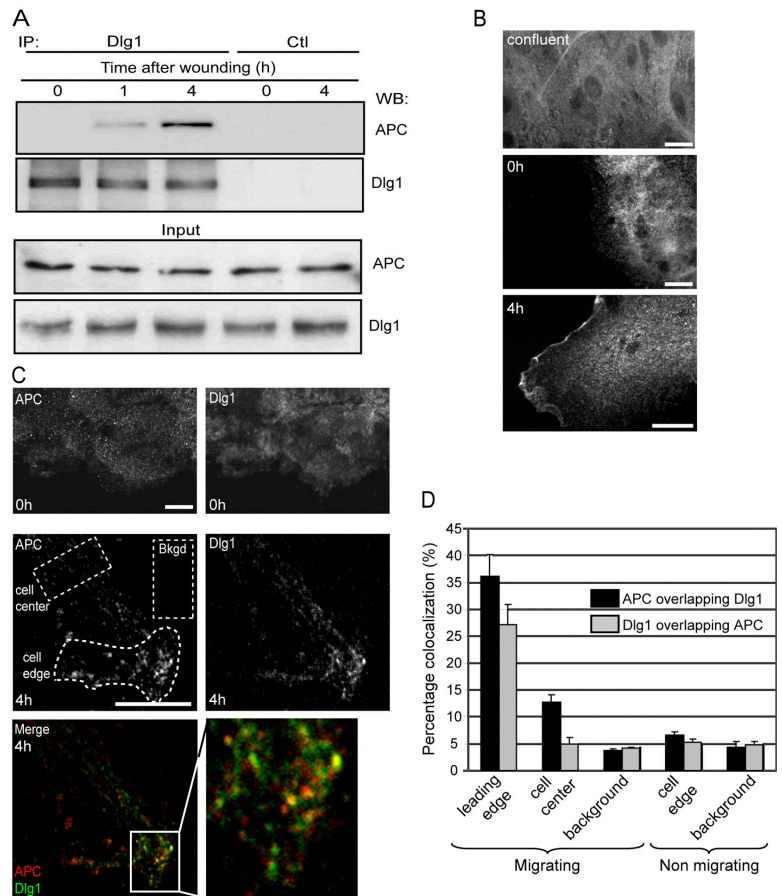 A
IP: Dlg1 Ctl
Time after wounding (h)
0 1 4 0 4
WB:
APC
Dlg1
Input
APC
Dlg1
B
confluent
0h
4h
C
APC
0h
Dlg1
0h
APC
Bkgd
cell
center
cell
edge
4h
Dlg1
4h
Merge
4h
APC
Dlg1
D
Percentage colocalization (%)
45
40
35
30
25
20
15
10
5
0
APC overlapping Dlg1
Dlg1 overlapping APC
leading
edge
cell
center
background
cell
edge
background
Migrating
Non migrating